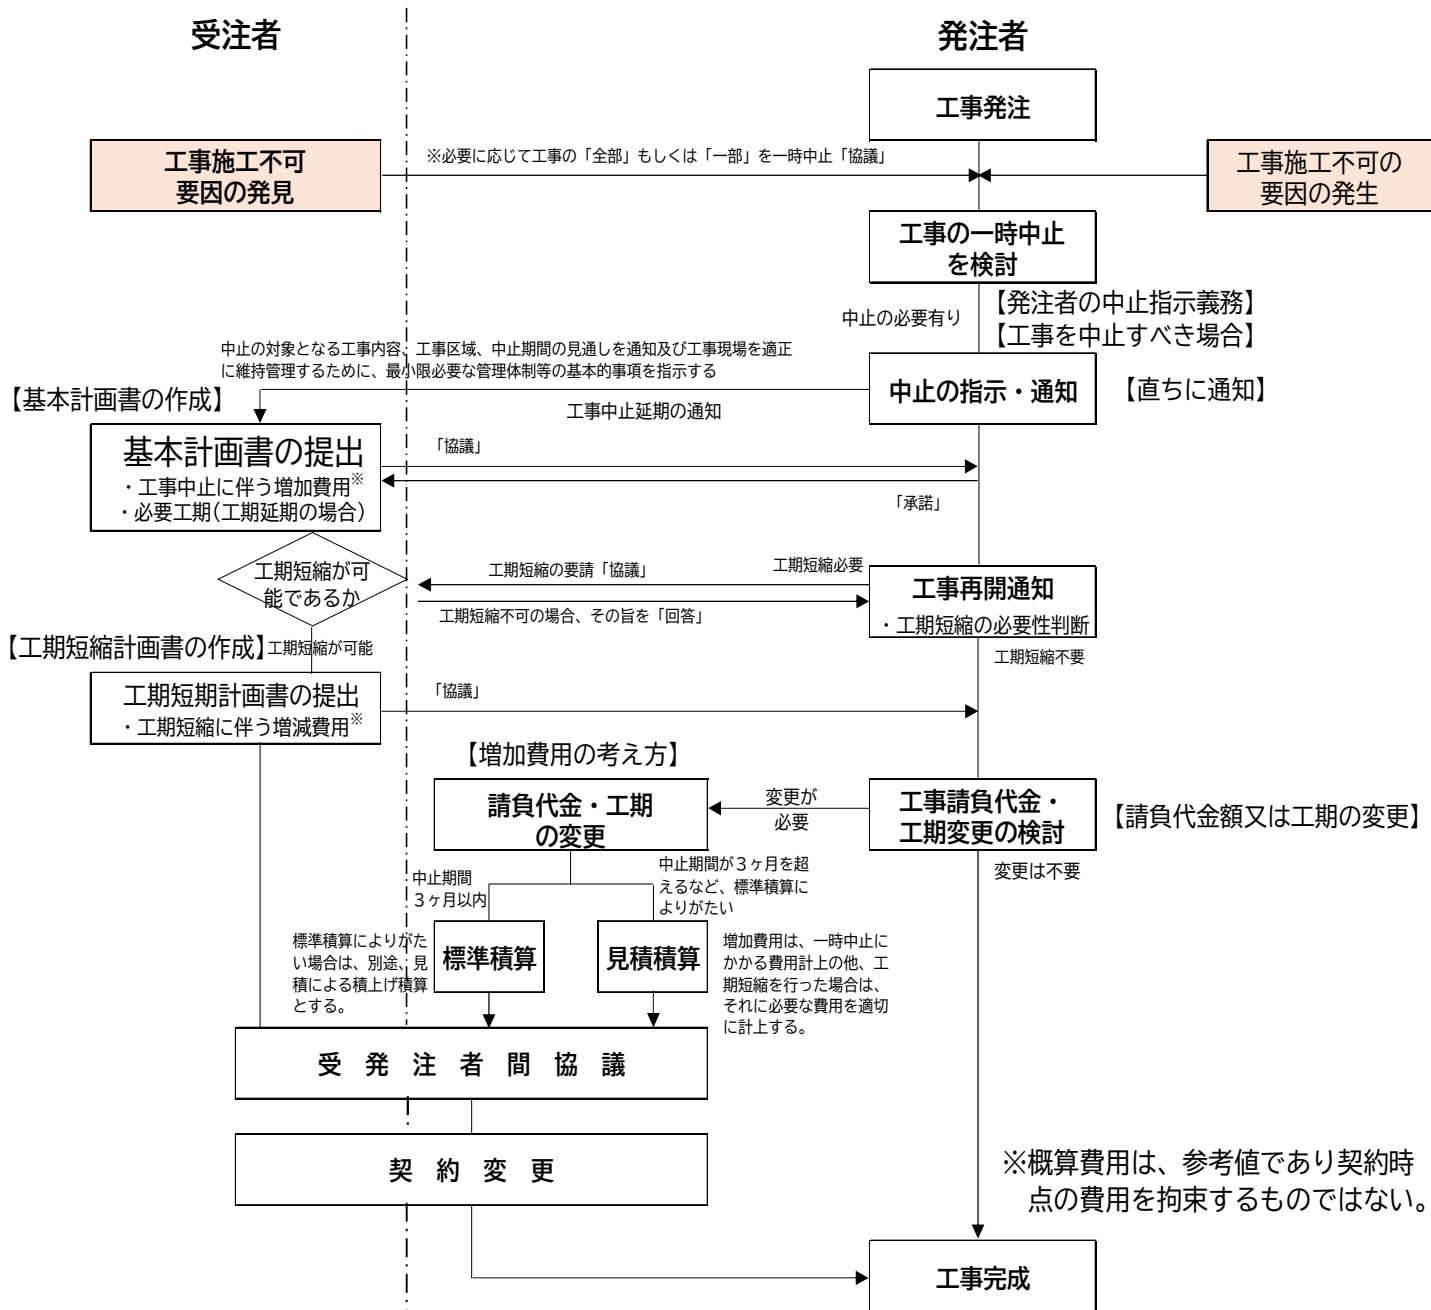 受注者
発注者
工事発注
工事施工不可
要因の発見
※必要に応じて工事の「全部」もしくは「一部」を一時中止「協議」
工事施工不可の
要因の発生
工事の一時中止
を検討
中止の必要有り
【発注者の中止指示義務】
【工事を中止すべき場合】
中止の対象となる工事内容、工事区域、中止期間の見通しを通知及び工事現場を適正
に維持管理するために、最小限必要な管理体制等の基本的事項を指示する
中止の指示・通知
【直ちに通知】
【基本計画書の作成】
工事中止延期の通知
基本計画書の提出
・工事中止に伴う増加費用※
・必要工期(工期延期の場合)
「協議」
「承諾」
工期短縮が可
能であるか
工期短縮の要請「協議」
工期短縮必要
工期短縮不可の場合、その旨を「回答」
工事再開通知
・工期短縮の必要性判断
工期短縮不要
【工期短縮計画書の作成】
工期短縮が可能
工期短期計画書の提出
・工期短縮に伴う増減費用※
「協議」
【増加費用の考え方】
請負代金・工期
の変更
変更が
必要
工事請負代金・
工期変更の検討
【請負代金額又は工期の変更】
変更は不要
中止期間
３ヶ月以内
中止期間が３ヶ月を超
えるなど、標準積算に
よりがたい
標準積算によりがた
い場合は、別途、見
積による積上げ積算
とする。
標準積算
見積積算
増加費用は、一時中止に
かかる費用計上の他、工
期短縮を行った場合は、
それに必要な費用を適切
に計上する。
受発注者間協議
契約変更
※概算費用は、参考値であり契約時
点の費用を拘束するものではない。
工事完成